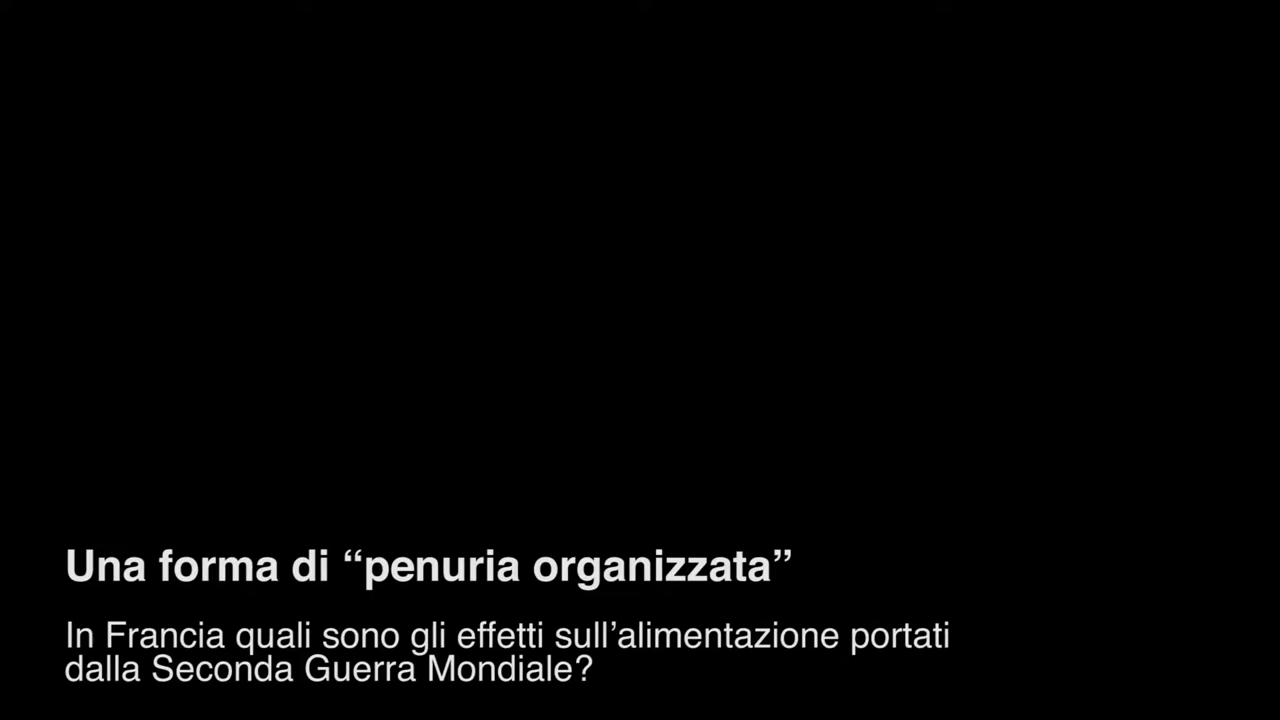 Una forma di “penuria organizzata”
In Francia quali sono gli effetti sull’alimentazione portati
dalla Seconda Guerra Mondiale?